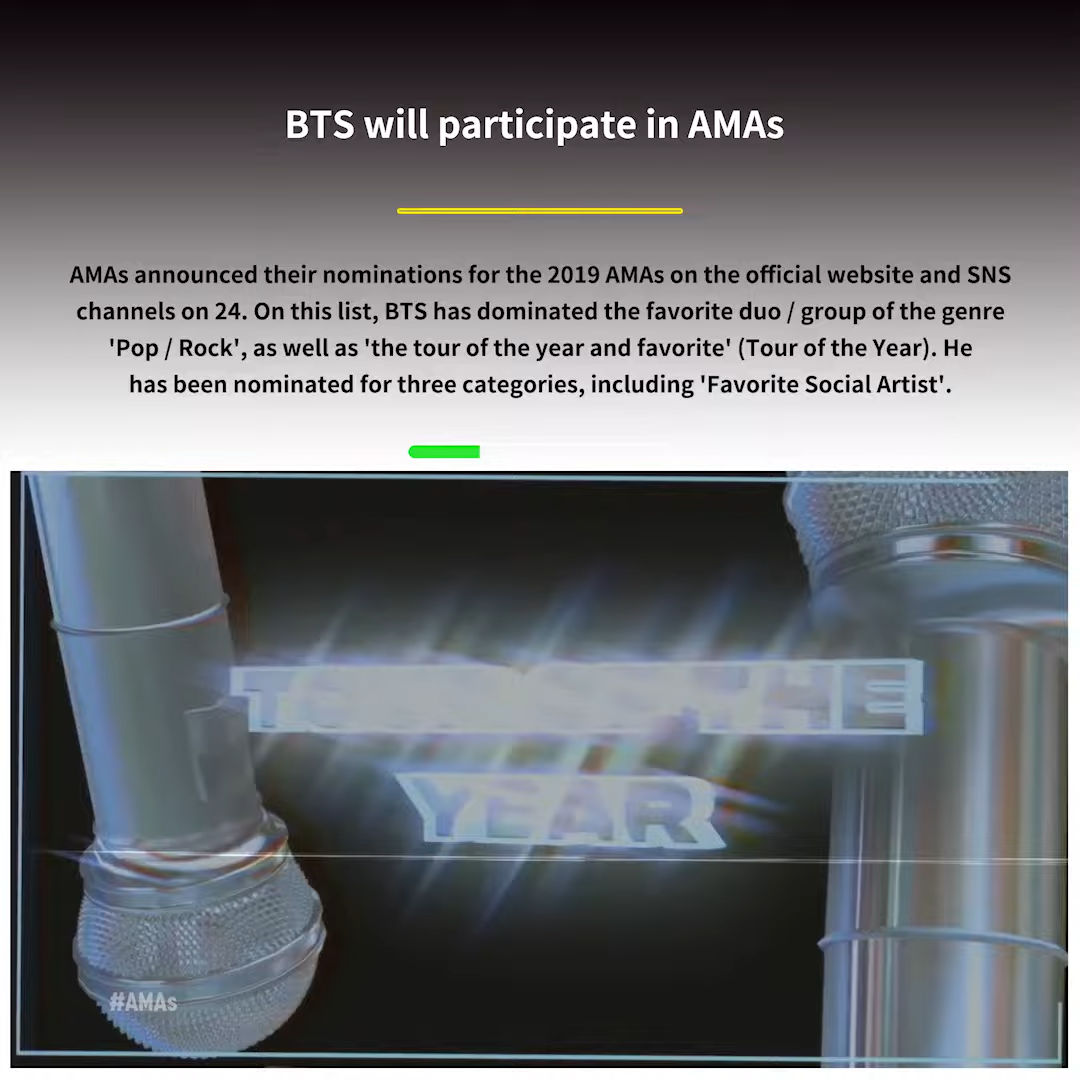 BTS will participate in AMAs
AMAs announced their nominations for the 2019 AMAs on the official website and SNS
channels on 24. On this list, BTS has dominated the favorite duo / group of the genre
'Pop / Rock', as well as 'the tour of the year and favorite' (Tour of the Year). He
has been nominated for three categories, including 'Favorite Social Artist'.
THE
YEAR
#AMAs